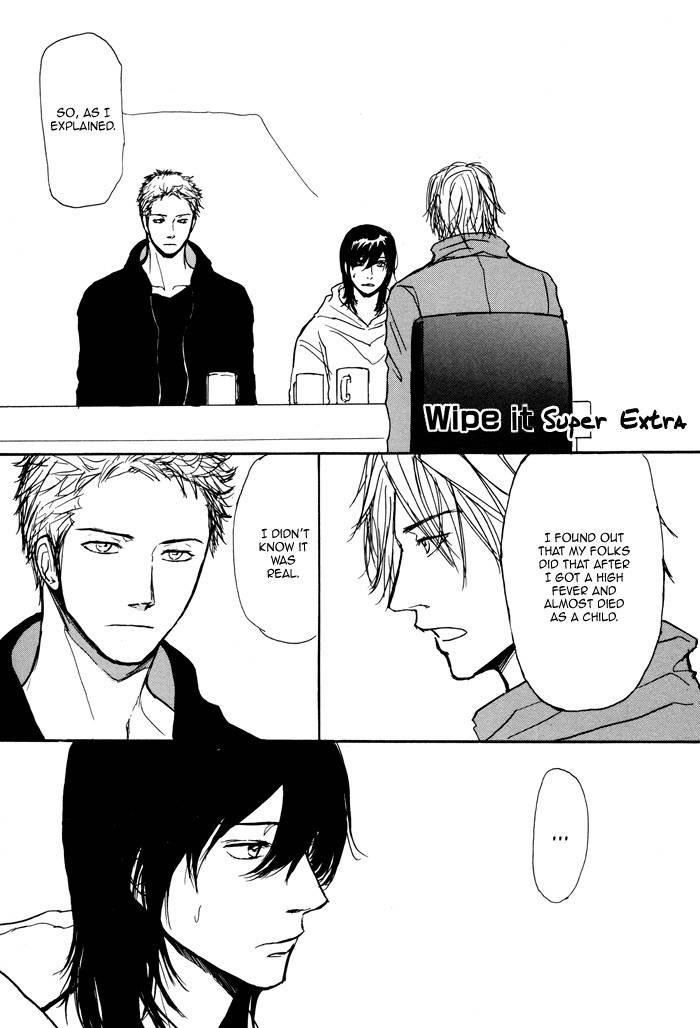 SO, AS I
EXPLAINED.
Wipe it Super Extra
I FOUND OUT
THAT MY FOLKS
DID THAT AFTER
I GOT A HIGH
FEVER AND
ALMOST DIED
AS A CHILD.
I DIDN'T
KNOW IT
WAS
REAL.
...